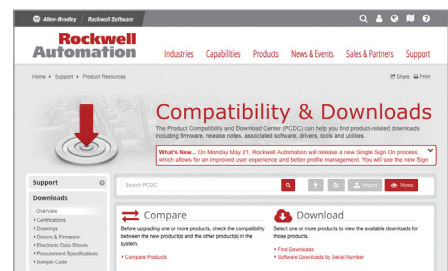 Allen-Bradley Rockwell Software
Rockwell
Automation
Industries Capabilities Products News & Events Sales & Partners Support
Home Support Product Resources
Share Print
Compatibility & Downloads
The Product Compatibility and Download Center (PCDC) can help you find product-related downloads
including firmware, release notes, associated software, drivers, tools and utilities.
What's New... On Monday May 21, Rockwell Automation will release a new Single Sign On process
which allows for an improved user experience and better profile management. You will see the new Sign
Support
Downloads
Overview
Certifications
Drawings
Drivers & Firmware
Electronic Data Sheets
Procurement Specifications
Sample Code
Search PCDC
Import Views
Compare
Before upgrading one or more products, check the compatibility
between the new product(s) and the other product(s) in the
system.
Compare Products
Download
Select one or more products to view the available downloads for
those products.
Find Downloads
Software Downloads by Serial Number